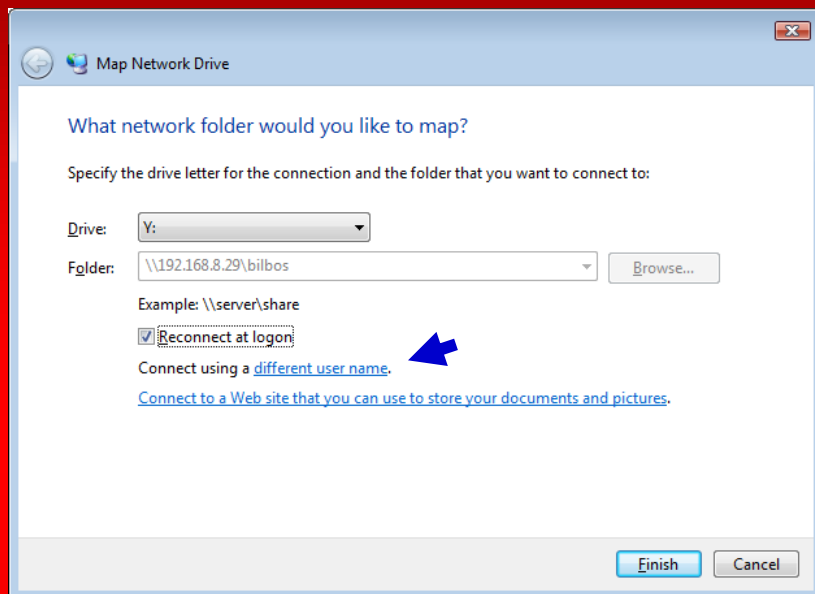 Map Network Drive
What network folder would you like to map?
Specify the drive letter for the connection and the folder that you want to connect to:
Drive: Y:
Folder: \\192.168.8.29\bilbos Browse...
Example: \\server\share
Reconnect at logon
Connect using a different user name.
Connect to a Web site that you can use to store your documents and pictures.
Finish Cancel